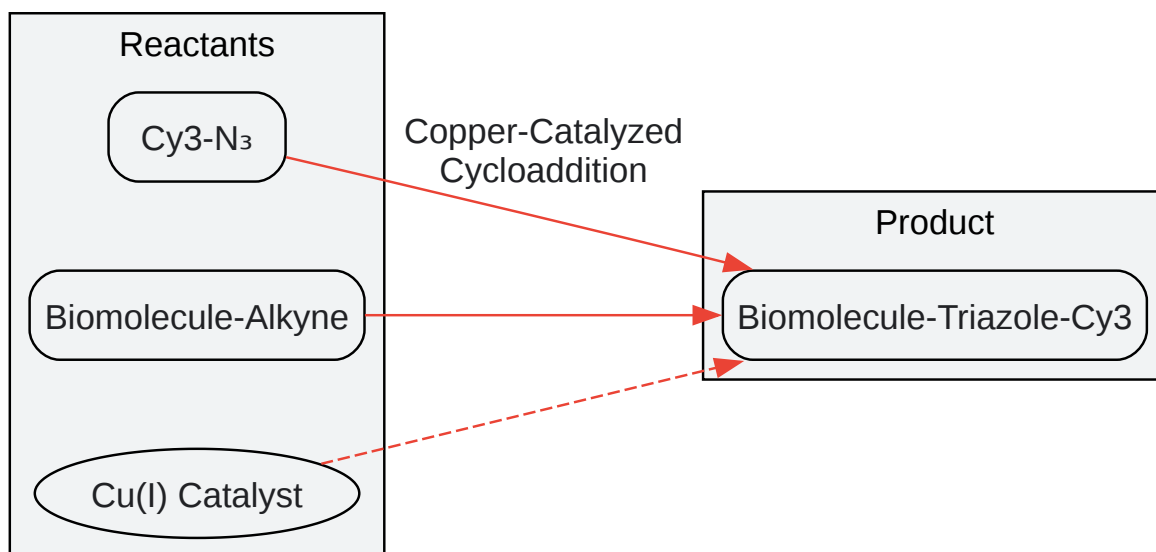 Reactants
Cy3-N₃
Copper-Catalyzed
Cycloaddition
Product
Biomolecule-Alkyne
Biomolecule-Triazole-Cy3
Cu(I) Catalyst